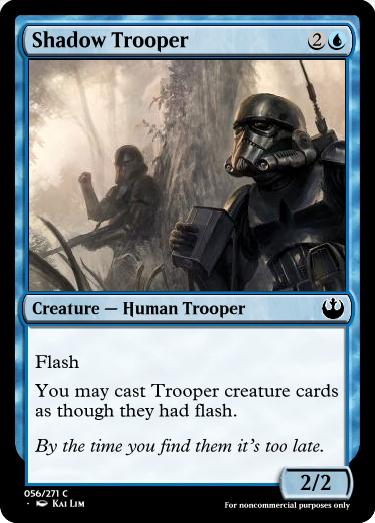 Shadow Trooper 2
Creature — Human Trooper
Flash
You may cast Trooper creature cards
as though they had flash.
By the time you find them it's too late.
2/2
056/271 C
· Kai Lim
For noncommercial purposes only